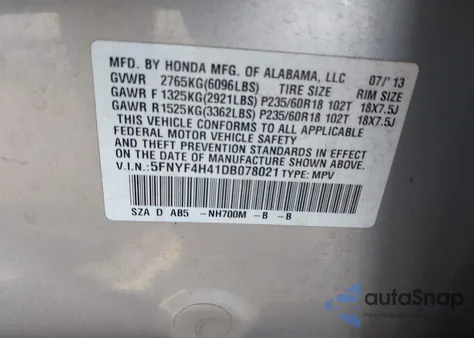 MFD. BY HONDA MFG. OF ALABAMA, LLC 07/'13
GVWR 2765KG(6096LBS) TIRE SIZE RIM SIZE
GAWR F 1325KG(2921LBS) P235/60R18 102T 18X7.5J
GAWR R 1525KG(3362LBS) P235/60R18 102T 18X7.5J
THIS VEHICLE CONFORMS TO ALL APPLICABLE
FEDERAL MOTOR VEHICLE SAFETY, BUMPER,
AND THEFT PREVENTION STANDARDS IN EFFECT
ON THE DATE OF MANUFACTURE SHOWN ABOVE.
V.I.N.: 5FNYF4H41DB078021 TYPE: MPV
SZA D AB5 -NH700M -B -B
autoSnap